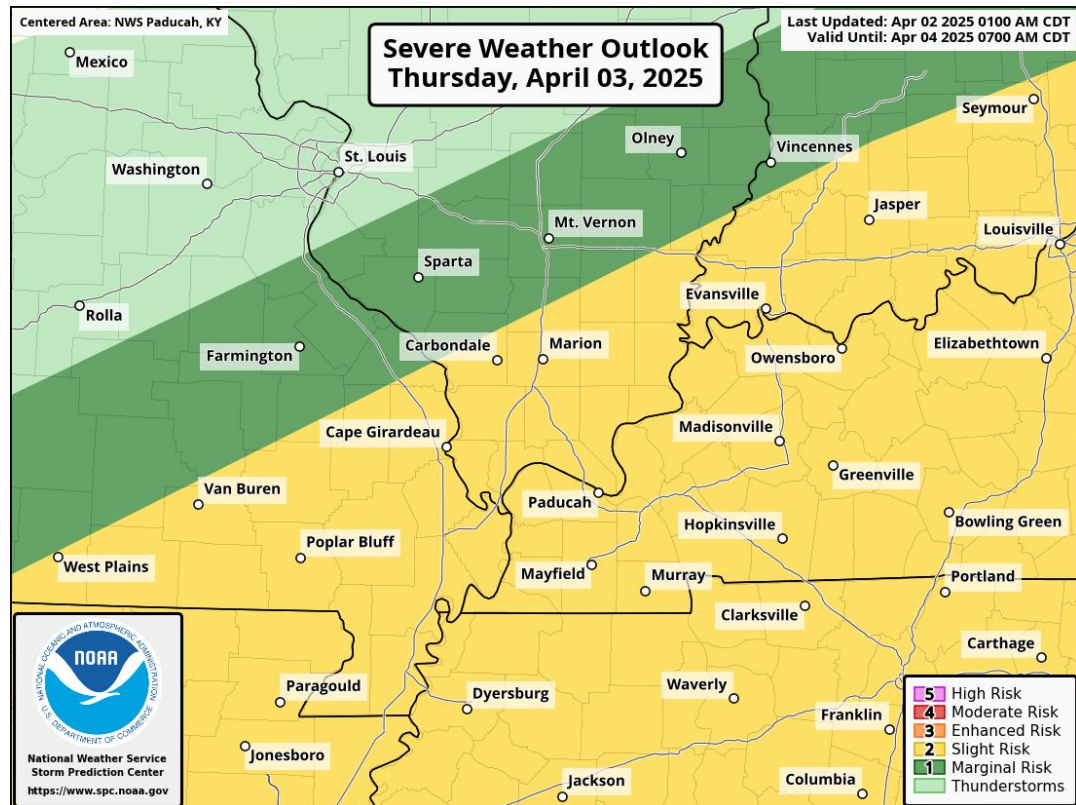 Centered Area: NWS Paducah, KY
Severe Weather Outlook
Thursday, April 03, 2025
Last Updated: Apr 02 2025 0100 AM CDT
Valid Until: Apr 04 2025 0700 AM CDT
Mexico
Seymour
Olney
Vincennes
St. Louis
Washington
Jasper
Mt. Vernon
Louisville
Sparta
Evansville
Rolla
Farmington
Carbondale
Marion
Owensboro
Elizabethtown
Cape Girardeau
Madisonville
Greenville
Van Buren
Paducah
Hopkinsville
Bowling Green
Poplar Bluff
West Plains
Mayfield
Murray
Portland
Clarksville
Carthage
Paragould
Dyersburg
Waverly
Franklin
Jonesboro
Jackson
Columbia
NATIONAL OCEANIC AND ATMOSPHERIC ADMINISTRATION
NOAA
U.S. DEPARTMENT OF COMMERCE
National Weather Service
Storm Prediction Center
https://www.spc.noaa.gov
5 High Risk
4 Moderate Risk
3 Enhanced Risk
2 Slight Risk
1 Marginal Risk
Thunderstorms